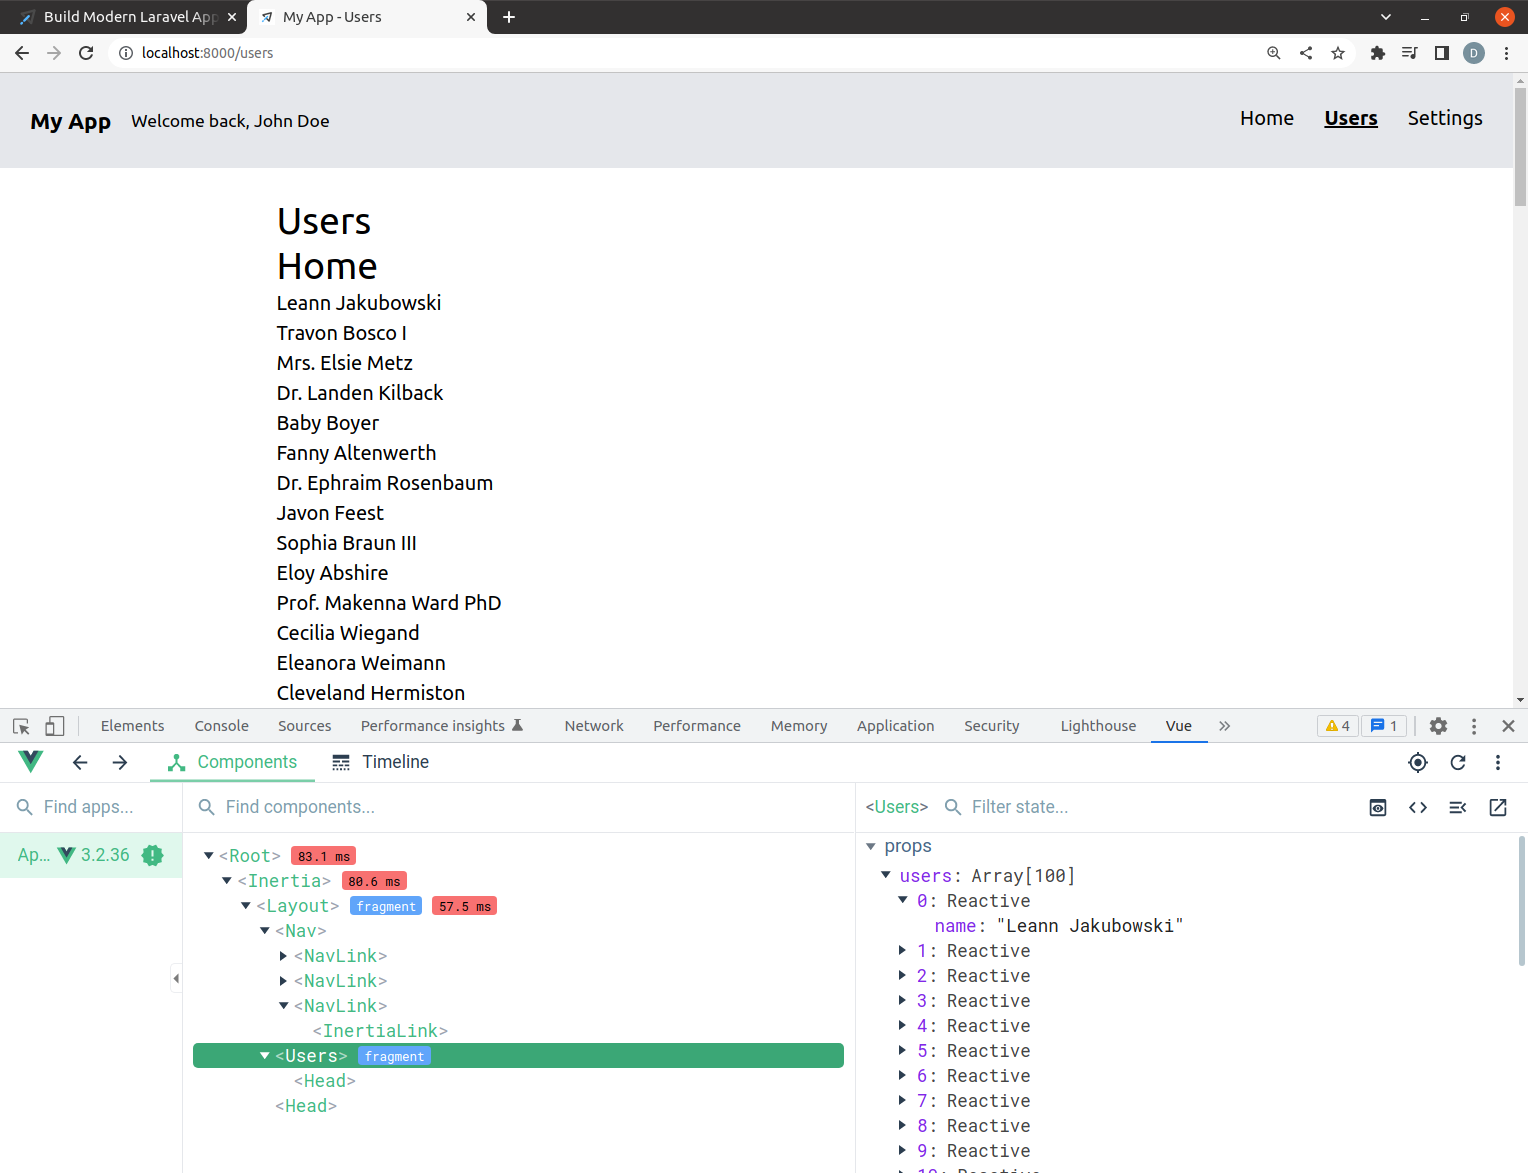 Build Modern Laravel App
My App - Users
localhost:8000/users
D
My App
Welcome back, John Doe
Home
Users
Settings
Users
Home
Leann Jakubowski
Travon Bosco I
Mrs. Elsie Metz
Dr. Landen Kilback
Baby Boyer
Fanny Altenwerth
Dr. Ephraim Rosenbaum
Javon Feest
Sophia Braun III
Eloy Abshire
Prof. Makenna Ward PhD
Cecilia Wiegand
Eleanora Weimann
Cleveland Hermiston
Elements Console Sources Performance insights Network Performance Memory Application Security Lighthouse Vue 4 1
Components Timeline
Find apps...
Find components...
<Users> Filter state...
Ap... 3.2.36
<Root> 83.1 ms
<Inertia> 80.6 ms
<Layout> fragment 57.5 ms
<Nav>
<NavLink>
<NavLink>
<NavLink>
<InertiaLink>
<Users> fragment
<Head>
<Head>
props
users: Array[100]
0: Reactive
name: "Leann Jakubowski"
1: Reactive
2: Reactive
3: Reactive
4: Reactive
5: Reactive
6: Reactive
7: Reactive
8: Reactive
9: Reactive
10: Reactive